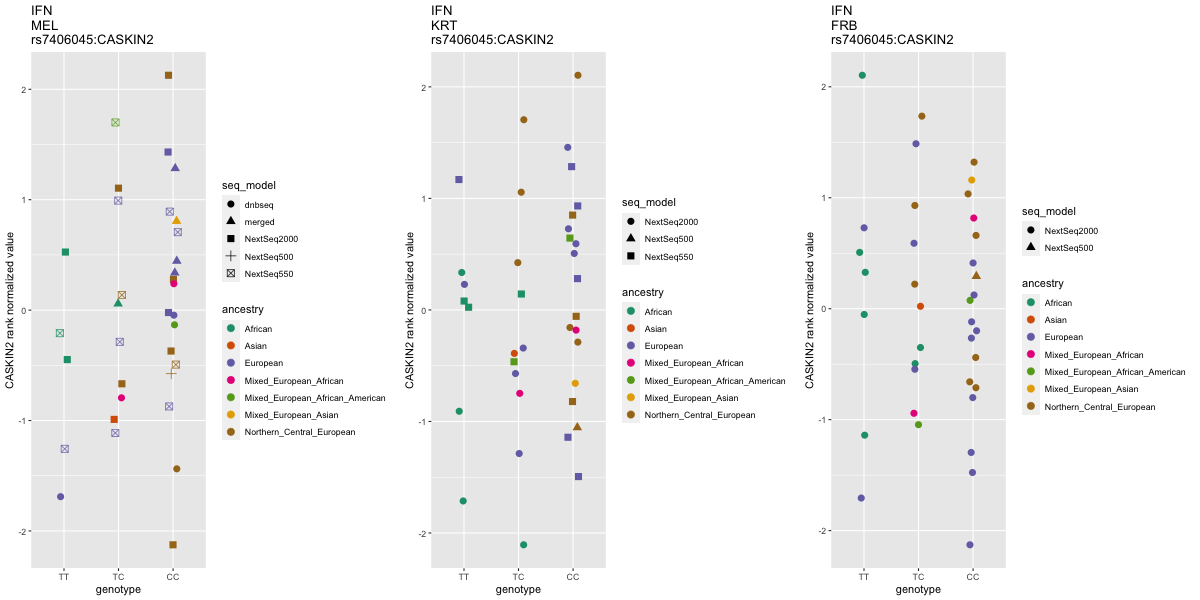 IFN
MEL
rs7406045:CASKIN2
CASKIN2 rank normalized value
2
1
0
-1
-2
TT
TC
CC
genotype
seq_model
dnbseq
merged
NextSeq2000
NextSeq500
NextSeq550
ancestry
African
Asian
European
Mixed_European_African
Mixed_European_African_American
Mixed_European_Asian
Northern_Central_European
IFN
KRT
rs7406045:CASKIN2
CASKIN2 rank normalized value
2
1
0
-1
-2
TT
TC
CC
genotype
seq_model
NextSeq2000
NextSeq500
NextSeq550
ancestry
African
Asian
European
Mixed_European_African
Mixed_European_African_American
Mixed_European_Asian
Northern_Central_European
IFN
FRB
rs7406045:CASKIN2
CASKIN2 rank normalized value
2
1
0
-1
-2
TT
TC
CC
genotype
seq_model
NextSeq2000
NextSeq500
ancestry
African
Asian
European
Mixed_European_African
Mixed_European_African_American
Mixed_European_Asian
Northern_Central_European